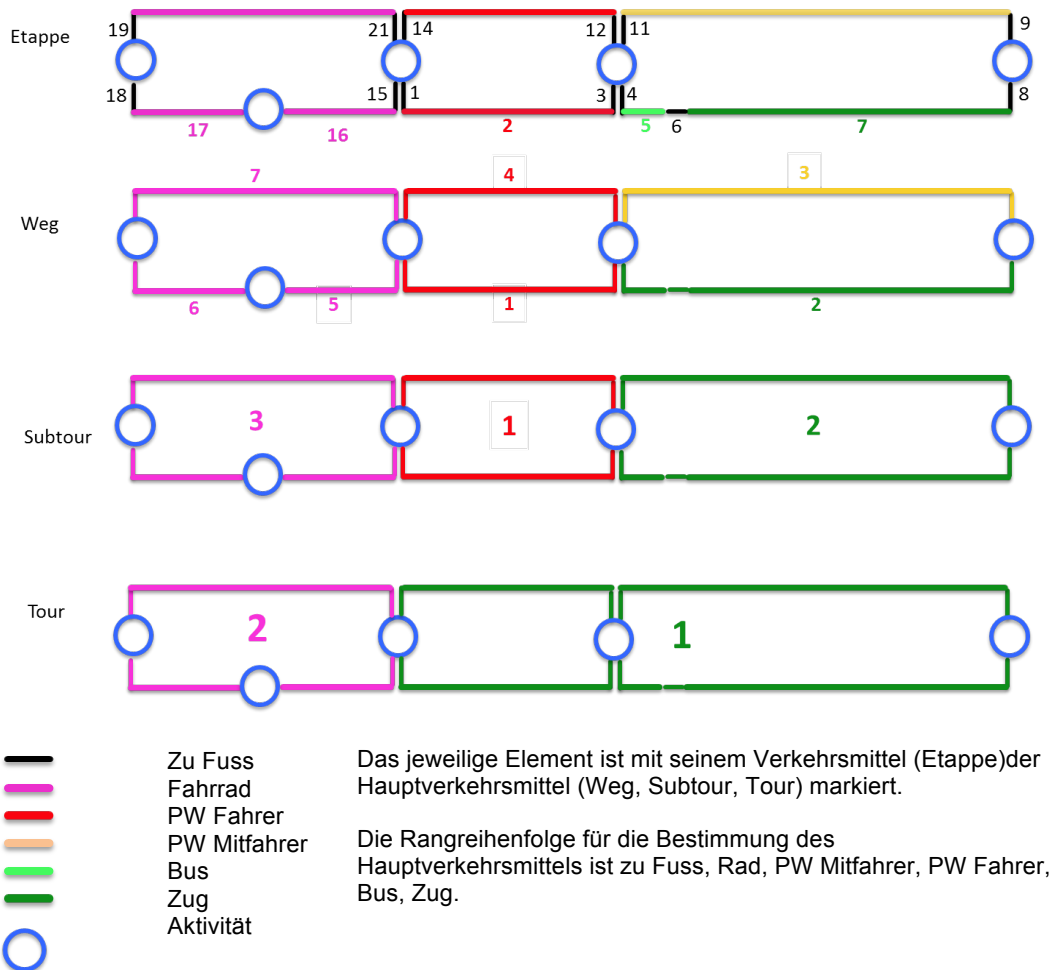 19 21 14 12 11 9
Etappe
18 15 1 3 4 8
17 16 2 5 6 7
7 4 3
Weg
6 5 1 2
3 1 2
Subtour
Tour
2 1
Zu Fuss
Fahrrad
PW Fahrer
PW Mitfahrer
Bus
Zug
Aktivität
Das jeweilige Element ist mit seinem Verkehrsmittel (Etappe)der
Hauptverkehrsmittel (Weg, Subtour, Tour) markiert.
Die Rangreihenfolge für die Bestimmung des
Hauptverkehrsmittels ist zu Fuss, Rad, PW Mitfahrer, PW Fahrer,
Bus, Zug.